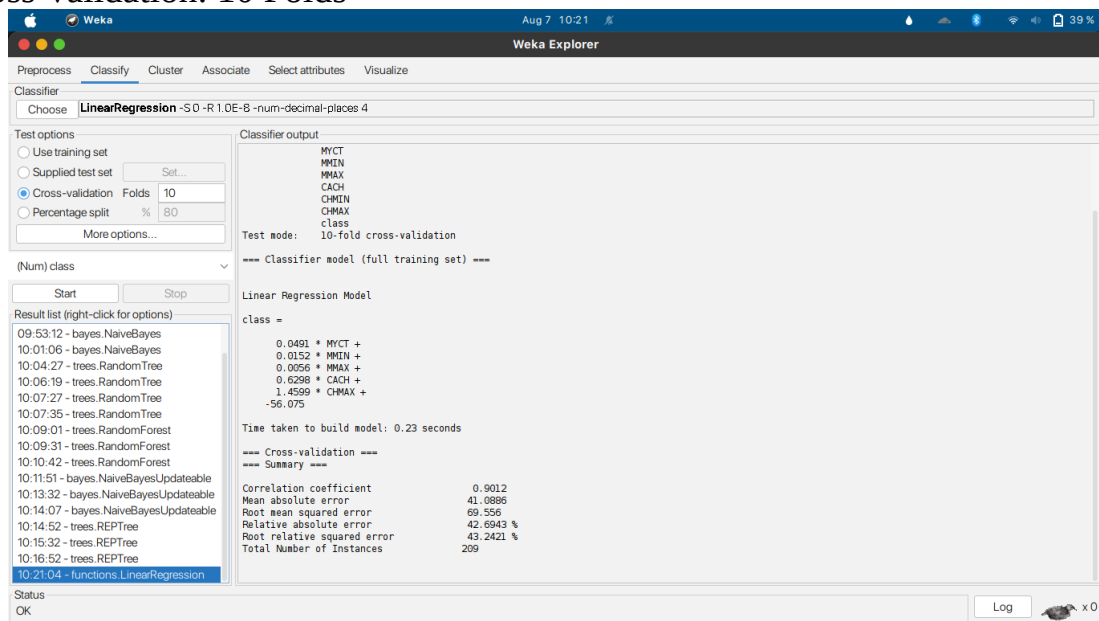 oss-validation: 10 Folds
Weka Aug 7 10:21 39 %
Weka Explorer
Preprocess Classify Cluster Associate Select attributes Visualize
Classifier
Choose LinearRegression -S 0 -R 1.0E-8 -num-decimal-places 4
Test options
Use training set
Supplied test set Set...
Cross-validation Folds 10
Percentage split % 80
More options...
(Num) class
Start Stop
Result list (right-click for options)
09:53:12 - bayes.NaiveBayes
10:01:06 - bayes.NaiveBayes
10:04:27 - trees.RandomTree
10:06:19 - trees.RandomTree
10:07:27 - trees.RandomTree
10:07:35 - trees.RandomTree
10:09:01 - trees.RandomForest
10:09:31 - trees.RandomForest
10:10:42 - trees.RandomForest
10:11:51 - bayes.NaiveBayesUpdateable
10:13:32 - bayes.NaiveBayesUpdateable
10:14:07 - bayes.NaiveBayesUpdateable
10:14:52 - trees.REPTree
10:15:32 - trees.REPTree
10:16:52 - trees.REPTree
10:21:04 - functions.LinearRegression
Classifier output
MYCT
MMIN
MMAX
CACH
CHMIN
CHMAX
class
Test mode: 10-fold cross-validation
=== Classifier model (full training set) ===
Linear Regression Model
class =
0.0491 * MYCT +
0.0152 * MMIN +
0.0056 * MMAX +
0.6298 * CACH +
1.4599 * CHMAX +
-56.075
Time taken to build model: 0.23 seconds
=== Cross-validation ===
=== Summary ===
Correlation coefficient 0.9012
Mean absolute error 41.0886
Root mean squared error 69.556
Relative absolute error 42.6943 %
Root relative squared error 43.2421 %
Total Number of Instances 209
Status
OK
Log x 0